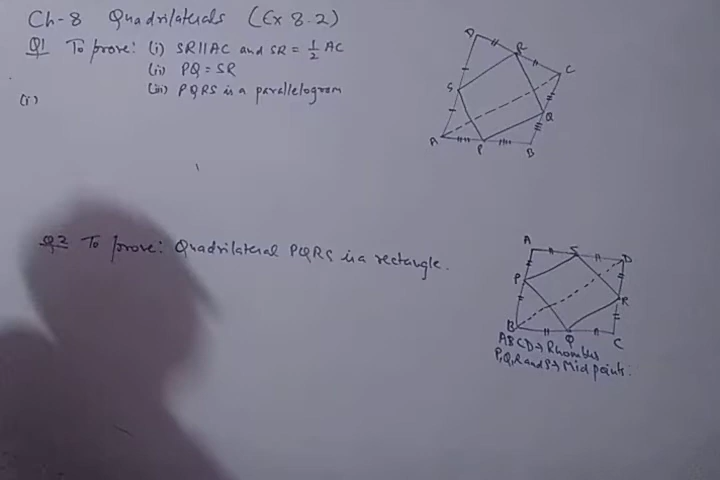 Ch-8 Quadrilaterals (Ex 8.2)
Q1 To prove: (i) SR||AC and SR = 1/2 AC
(ii) PQ = SR
(iii) PQRS is a parallelogram
(i)
D
R
C
S
Q
A
P
B
Q2 To prove: Quadrilateral PQRS is a rectangle.
A
S
D
P
R
B
Q
C
ABCD → Rhombus
P,Q,R and S → Mid points.